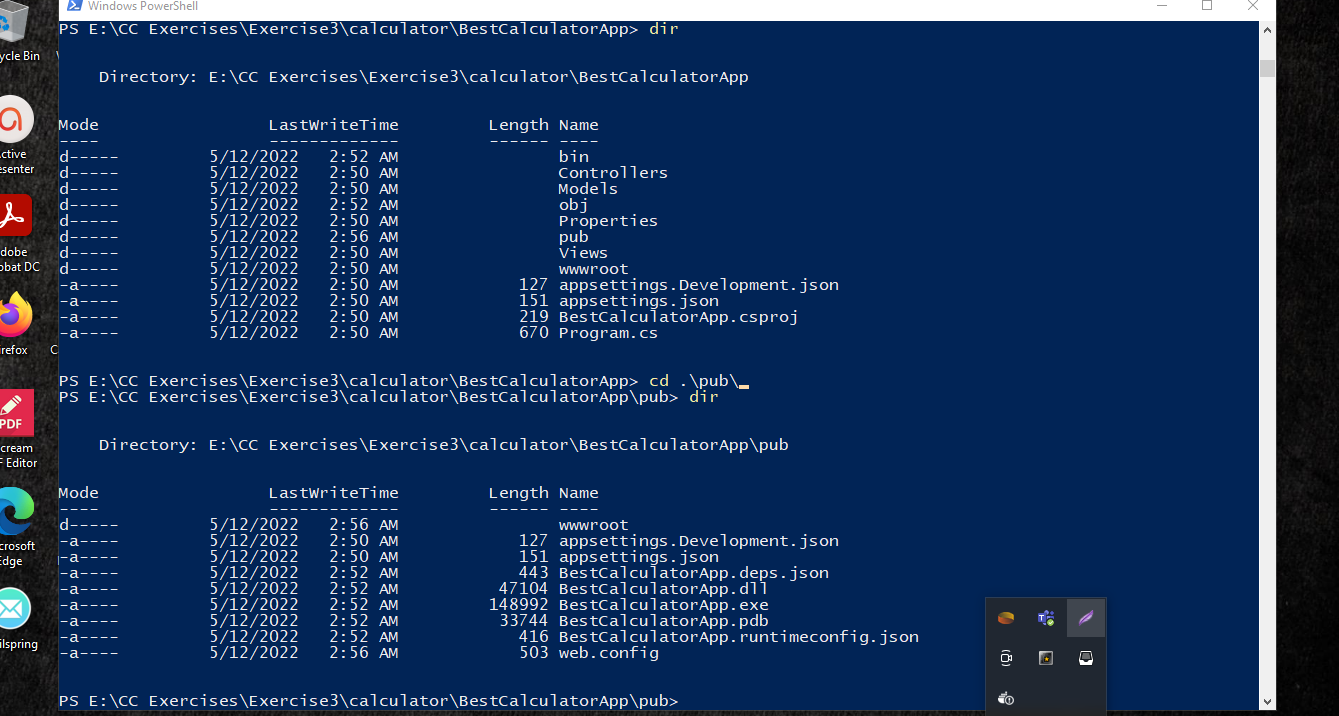 Windows PowerShell
PS E:\CC Exercises\Exercise3\calculator\BestCalculatorApp> dir
Directory: E:\CC Exercises\Exercise3\calculator\BestCalculatorApp
Mode LastWriteTime Length Name
---- ------------- ------ ----
d----- 5/12/2022 2:52 AM bin
d----- 5/12/2022 2:50 AM Controllers
d----- 5/12/2022 2:50 AM Models
d----- 5/12/2022 2:52 AM obj
d----- 5/12/2022 2:50 AM Properties
d----- 5/12/2022 2:56 AM pub
d----- 5/12/2022 2:50 AM Views
d----- 5/12/2022 2:50 AM wwwroot
-a---- 5/12/2022 2:50 AM 127 appsettings.Development.json
-a---- 5/12/2022 2:50 AM 151 appsettings.json
-a---- 5/12/2022 2:50 AM 219 BestCalculatorApp.csproj
-a---- 5/12/2022 2:50 AM 670 Program.cs
PS E:\CC Exercises\Exercise3\calculator\BestCalculatorApp> cd .\pub\
PS E:\CC Exercises\Exercise3\calculator\BestCalculatorApp\pub> dir
Directory: E:\CC Exercises\Exercise3\calculator\BestCalculatorApp\pub
Mode LastWriteTime Length Name
---- ------------- ------ ----
d----- 5/12/2022 2:56 AM wwwroot
-a---- 5/12/2022 2:50 AM 127 appsettings.Development.json
-a---- 5/12/2022 2:50 AM 151 appsettings.json
-a---- 5/12/2022 2:52 AM 443 BestCalculatorApp.deps.json
-a---- 5/12/2022 2:52 AM 47104 BestCalculatorApp.dll
-a---- 5/12/2022 2:52 AM 148992 BestCalculatorApp.exe
-a---- 5/12/2022 2:52 AM 33744 BestCalculatorApp.pdb
-a---- 5/12/2022 2:52 AM 416 BestCalculatorApp.runtimeconfig.json
-a---- 5/12/2022 2:56 AM 503 web.config
PS E:\CC Exercises\Exercise3\calculator\BestCalculatorApp\pub>
ycle Bin
ctive
esenter
dobe
obat DC
refox
C
PDF
cream
F Editor
crosoft
Edge
ilspring